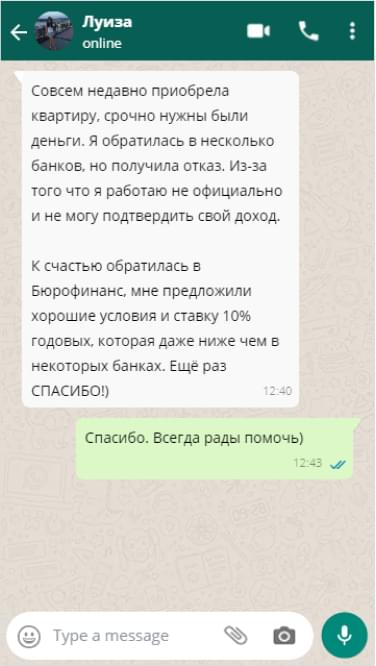 Луиза
online
Совсем недавно приобрела
квартиру, срочно нужны были
деньги. Я обратилась в несколько
банков, но получила отказ. Из-за
того что я работаю не официально
и не могу подтвердить свой доход.
К счастью обратилась в
Бюрофинанс, мне предложили
хорошие условия и ставку 10%
годовых, которая даже ниже чем в
некоторых банках. Ещё раз
СПАСИБО!)
12:40
Спасибо. Всегда рады помочь)
12:43
Type a message